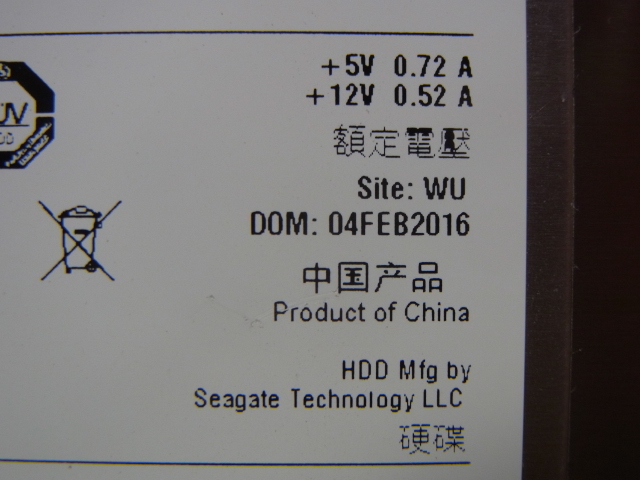 +5V 0.72 A
+12V 0.52 A
額定電壓
Site: WU
DOM: 04FEB2016
中国产品
Product of China
HDD Mfg by
Seagate Technology LLC
硬碟